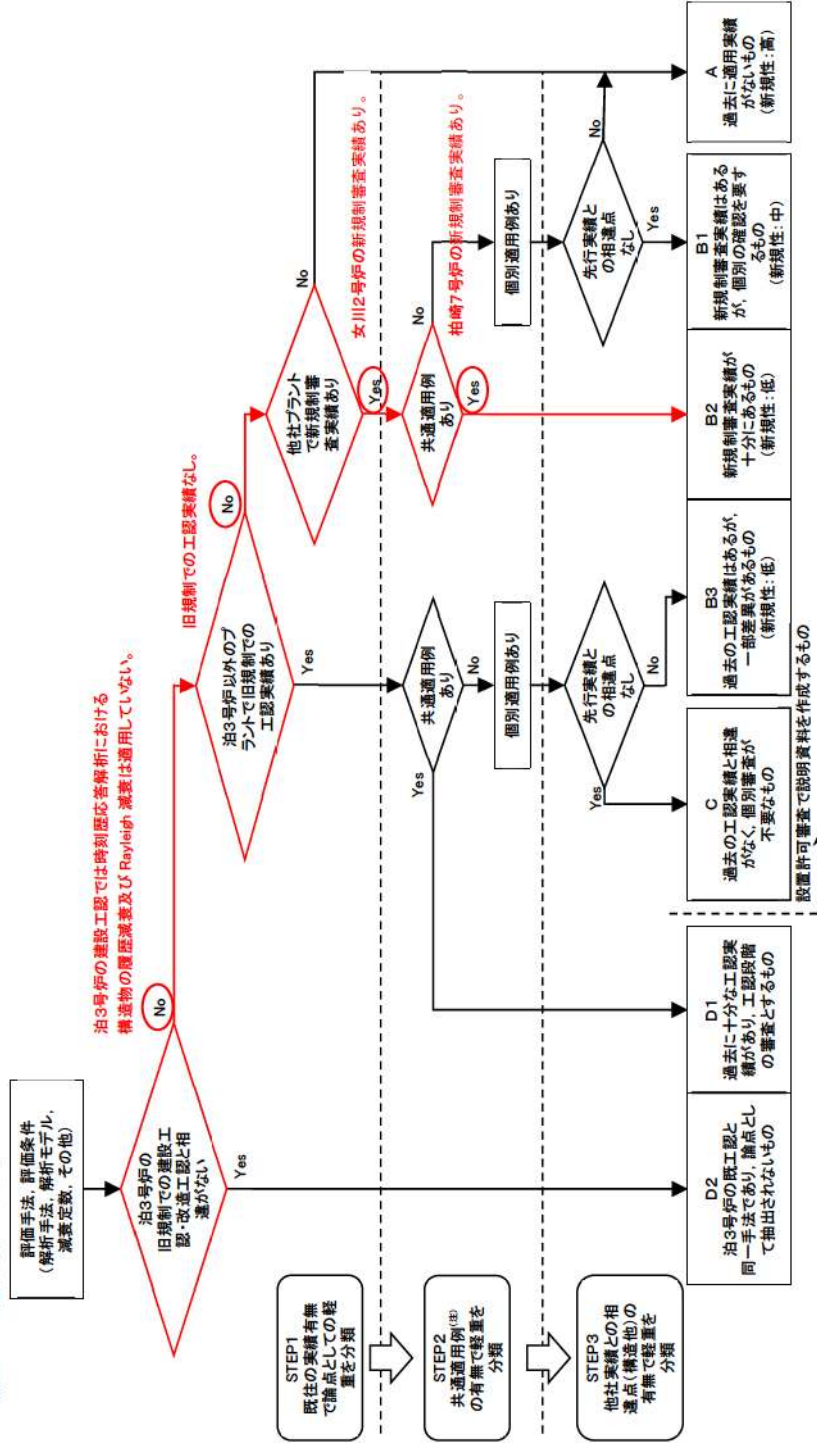 評価手法，評価条件
（解析手法，解析モデル，
減衰定数，その他）
泊3号炉の
旧規制での建設工
認・改造工認と相
違がない
No
Yes
泊3号炉の建設工認では時刻歴応答解析における
構造物の履歴減衰及び Rayleigh 減衰は適用していない。
泊3号炉以外のプ
ラントで旧規制での
工認実績あり
No
Yes
旧規制での工認実績なし。
他社プラント
で新規制審
査実績あり
No
Yes
女川2号炉の新規制審査実績あり。
STEP1
既往の実績有無
で論点としての軽
重を分類
STEP2
共通適用例(注)
の有無で軽重を
分類
共通適用例
あり
Yes
No
個別適用例あり
共通適用例
あり
No
Yes
柏崎7号炉の新規制審査実績あり。
個別適用例あり
STEP3
他社実績との相
違点（構造他）の
有無で軽重を
分類
先行実績と
の相違点
なし
Yes
No
先行実績と
の相違点
なし
No
Yes
D2
泊3号炉の既工認と
同一手法であり，論点とし
て抽出されないもの
D1
過去に十分な工認実
績があり，工認段階
の審査とするもの
C
過去の工認実績と相違
がなく，個別審査が
不要なもの
B3
過去の工認実績はあるが，
一部差異があるもの
（新規性：低）
B2
新規制審査実績が
十分にあるもの
（新規性：低）
B1
新規制審査実績はある
が，個別の確認を要す
るもの
（新規性：中）
A
過去に適用実績
がないもの
（新規性：高）
設置許可審査で説明資料を作成するもの